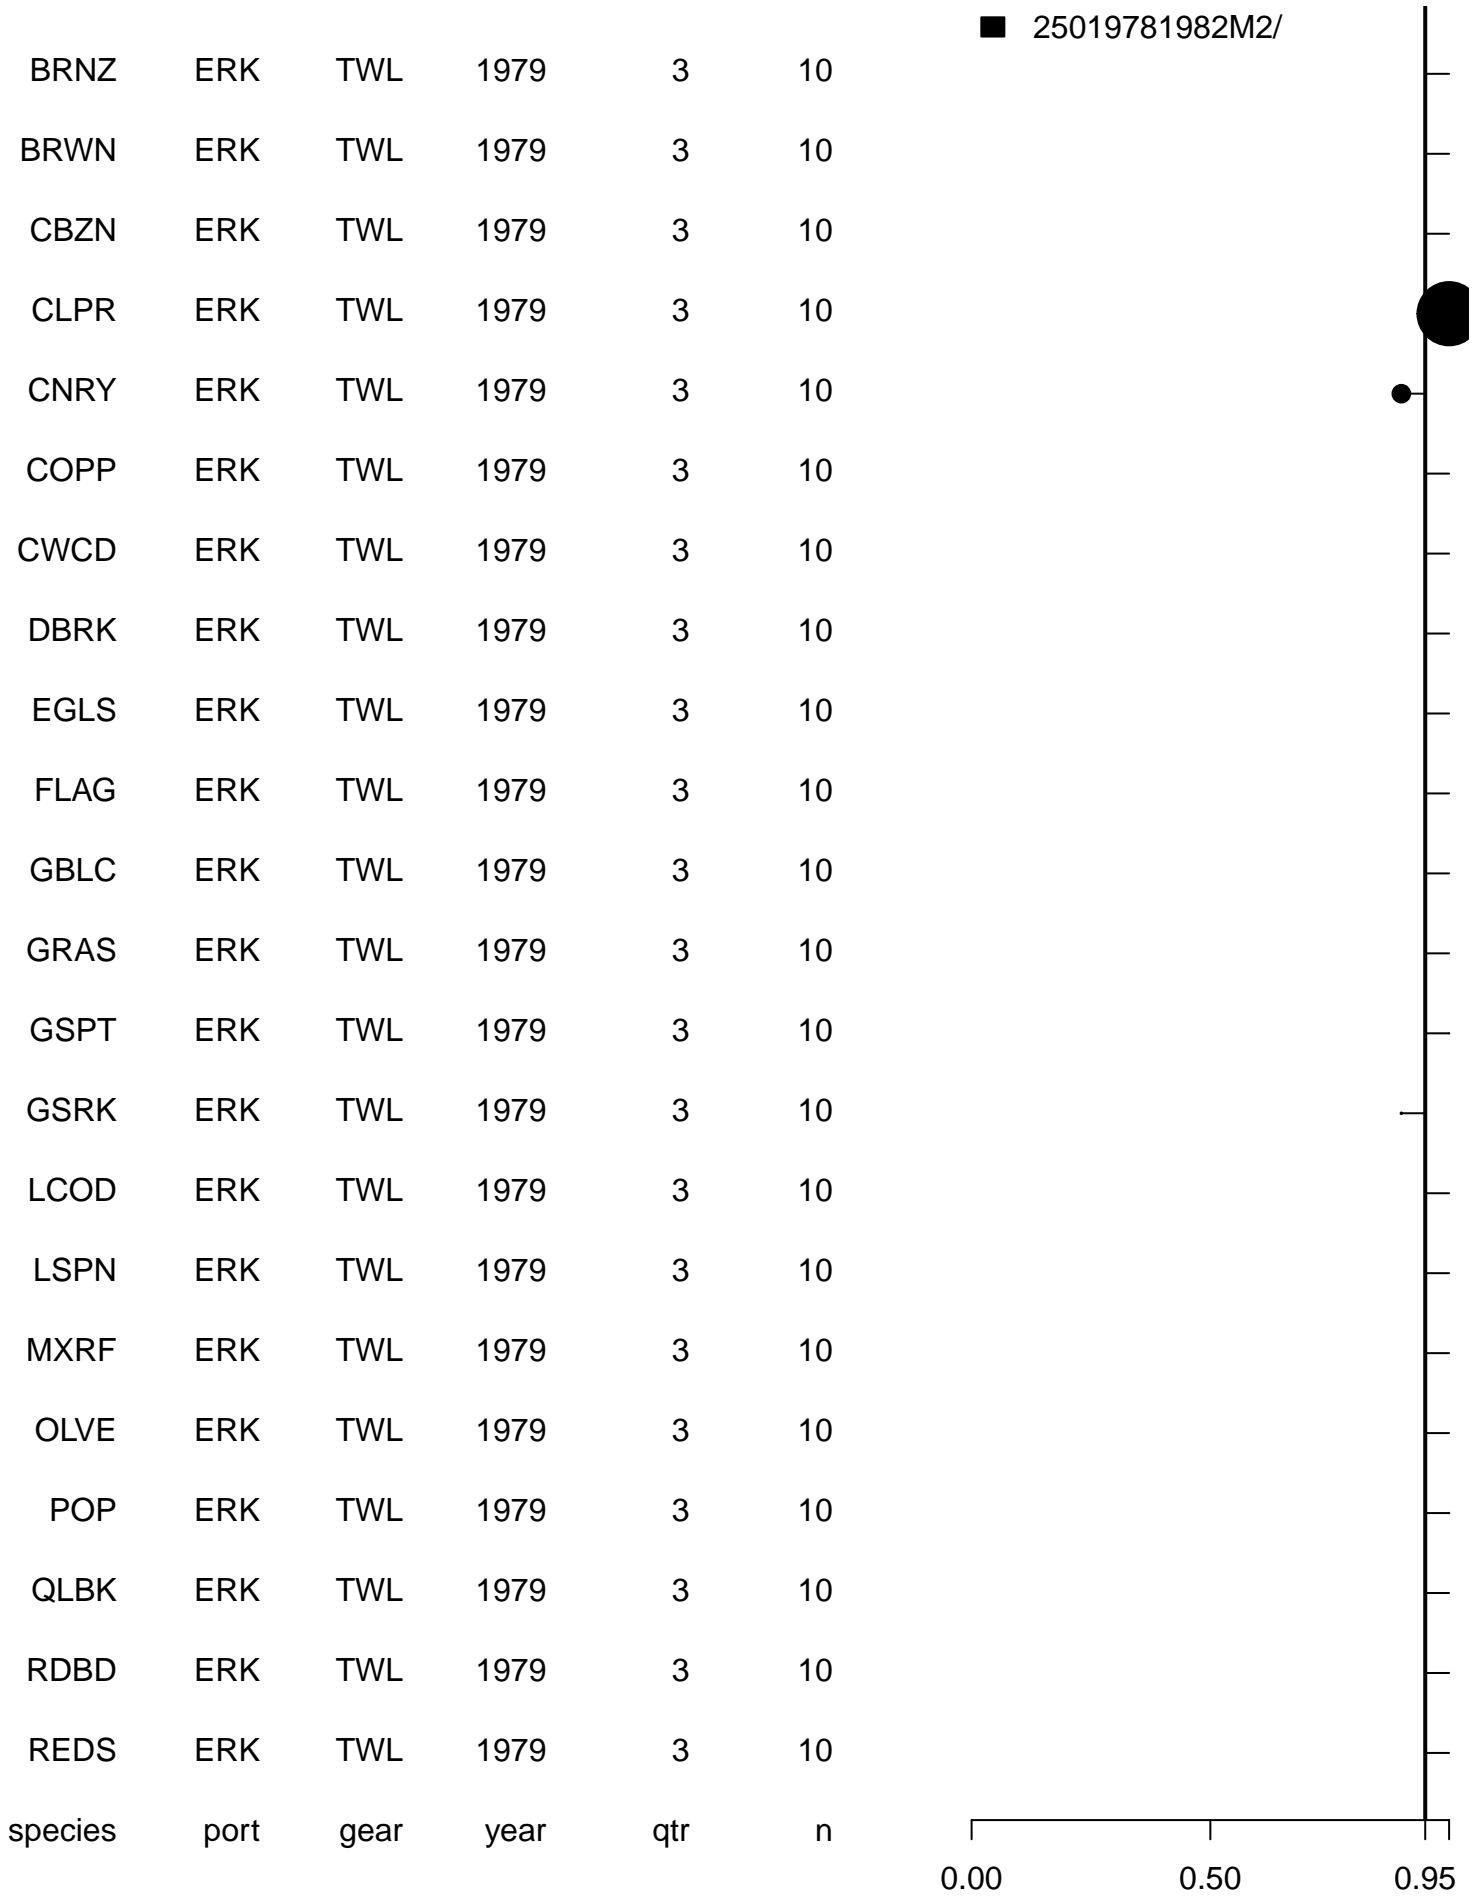 25019781982M2/
BRNZ ERK TWL 1979 3 10
BRWN ERK TWL 1979 3 10
CBZN ERK TWL 1979 3 10
CLPR ERK TWL 1979 3 10
CNRY ERK TWL 1979 3 10
COPP ERK TWL 1979 3 10
CWCD ERK TWL 1979 3 10
DBRK ERK TWL 1979 3 10
EGLS ERK TWL 1979 3 10
FLAG ERK TWL 1979 3 10
GBLC ERK TWL 1979 3 10
GRAS ERK TWL 1979 3 10
GSPT ERK TWL 1979 3 10
GSRK ERK TWL 1979 3 10
LCOD ERK TWL 1979 3 10
LSPN ERK TWL 1979 3 10
MXRF ERK TWL 1979 3 10
OLVE ERK TWL 1979 3 10
POP ERK TWL 1979 3 10
QLBK ERK TWL 1979 3 10
RDBD ERK TWL 1979 3 10
REDS ERK TWL 1979 3 10
species port gear year qtr n
0.00 0.50 0.95